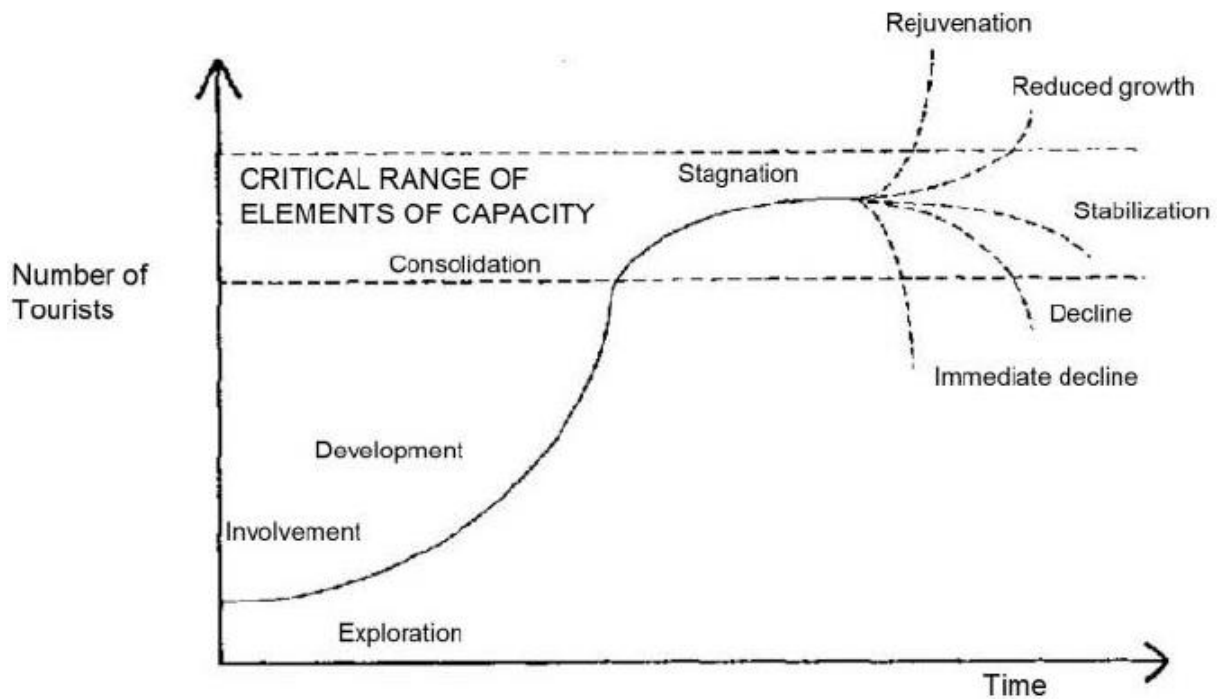 Rejuvenation
Reduced growth
CRITICAL RANGE OF
ELEMENTS OF CAPACITY
Stagnation
Stabilization
Consolidation
Number of
Tourists
Decline
Immediate decline
Development
Involvement
Exploration
Time